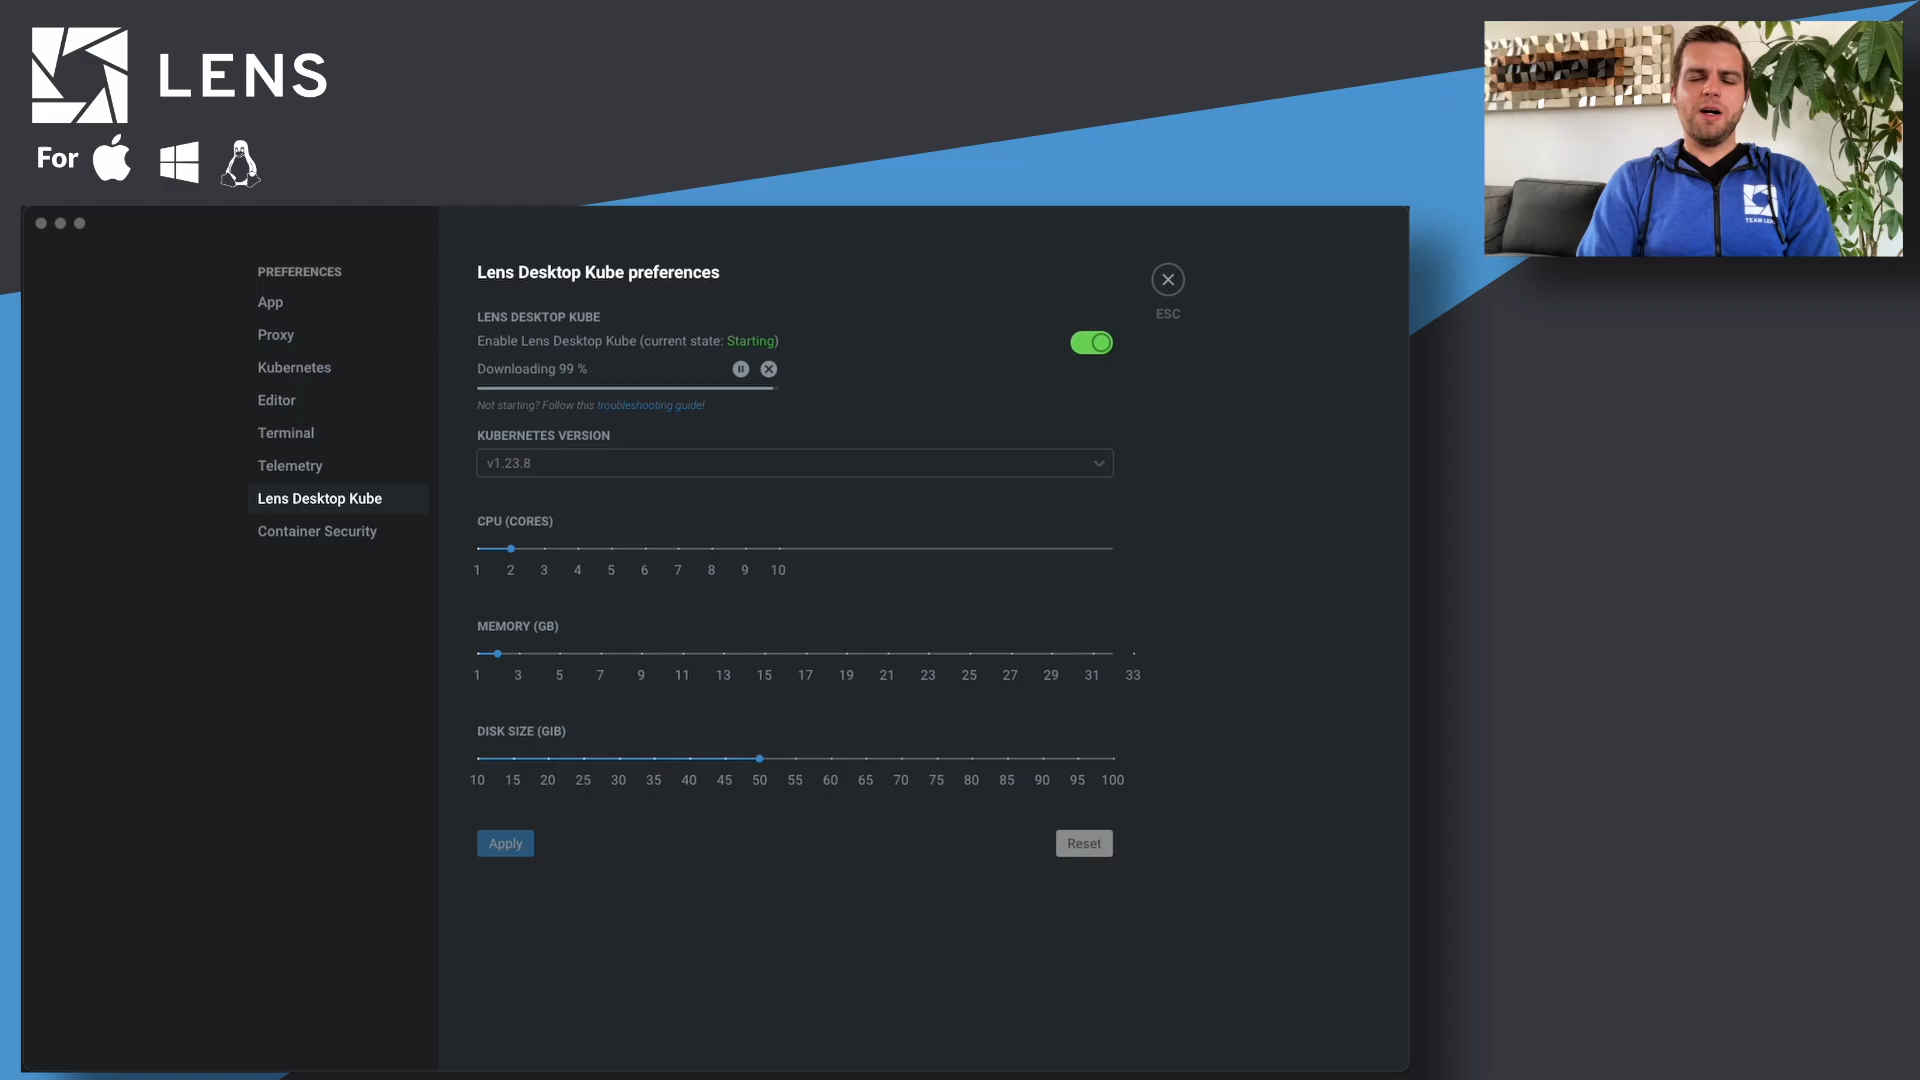 LENS
For
PREFERENCES
App
Proxy
Kubernetes
Editor
Terminal
Telemetry
Lens Desktop Kube
Container Security
Lens Desktop Kube preferences
ESC
LENS DESKTOP KUBE
Enable Lens Desktop Kube (current state: Starting)
Downloading 99 %
Not starting? Follow this troubleshooting guide!
KUBERNETES VERSION
v1.23.8
CPU (CORES)
1 2 3 4 5 6 7 8 9 10
MEMORY (GB)
1 3 5 7 9 11 13 15 17 19 21 23 25 27 29 31 33
DISK SIZE (GIB)
10 15 20 25 30 35 40 45 50 55 60 65 70 75 80 85 90 95 100
Apply
Reset
TEAM LENS